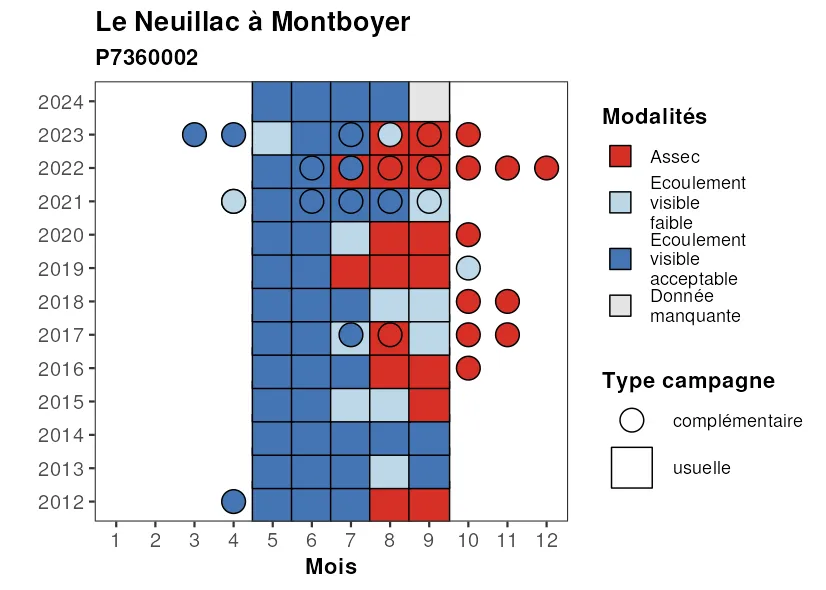 Le Neuillac à Montboyer
P7360002
2024
2023
2022
2021
2020
2019
2018
2017
2016
2015
2014
2013
2012
1 2 3 4 5 6 7 8 9 10 11 12
Mois
Modalités
Assec
Ecoulement
visible
faible
Ecoulement
visible
acceptable
Donnée
manquante
Type campagne
complémentaire
usuelle